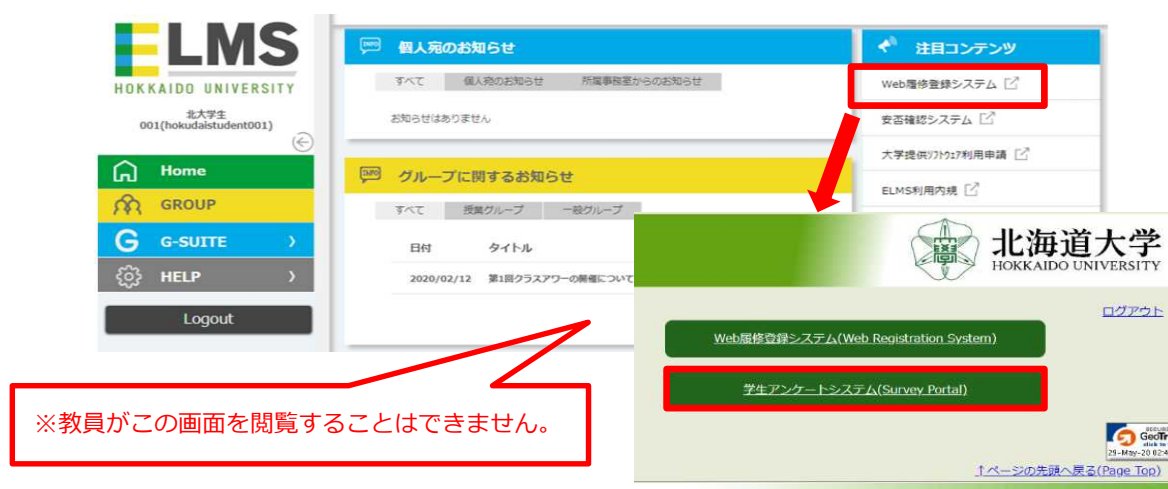 ELMS
HOKKAIDO UNIVERSITY
北大学生
001(hokudaistudent001)
Home
GROUP
G G-SUITE
HELP
Logout
INFO 個人宛のお知らせ
すべて 個人宛のお知らせ 所属事務室からのお知らせ
お知らせはありません
INFO グループに関するお知らせ
すべて 授業グループ 一般グループ
日付 タイトル
2020/02/12 第1回クラスアワーの開催について
注目コンテンツ
Web履修登録システム
安否確認システム
大学提供ソフトウェア利用申請
ELMS利用内規
北海道大学
HOKKAIDO UNIVERSITY
ログアウト
Web履修登録システム(Web Registration System)
学生アンケートシステム(Survey Portal)
↑ページの先頭へ戻る(Page Top)
※教員がこの画面を閲覧することはできません。